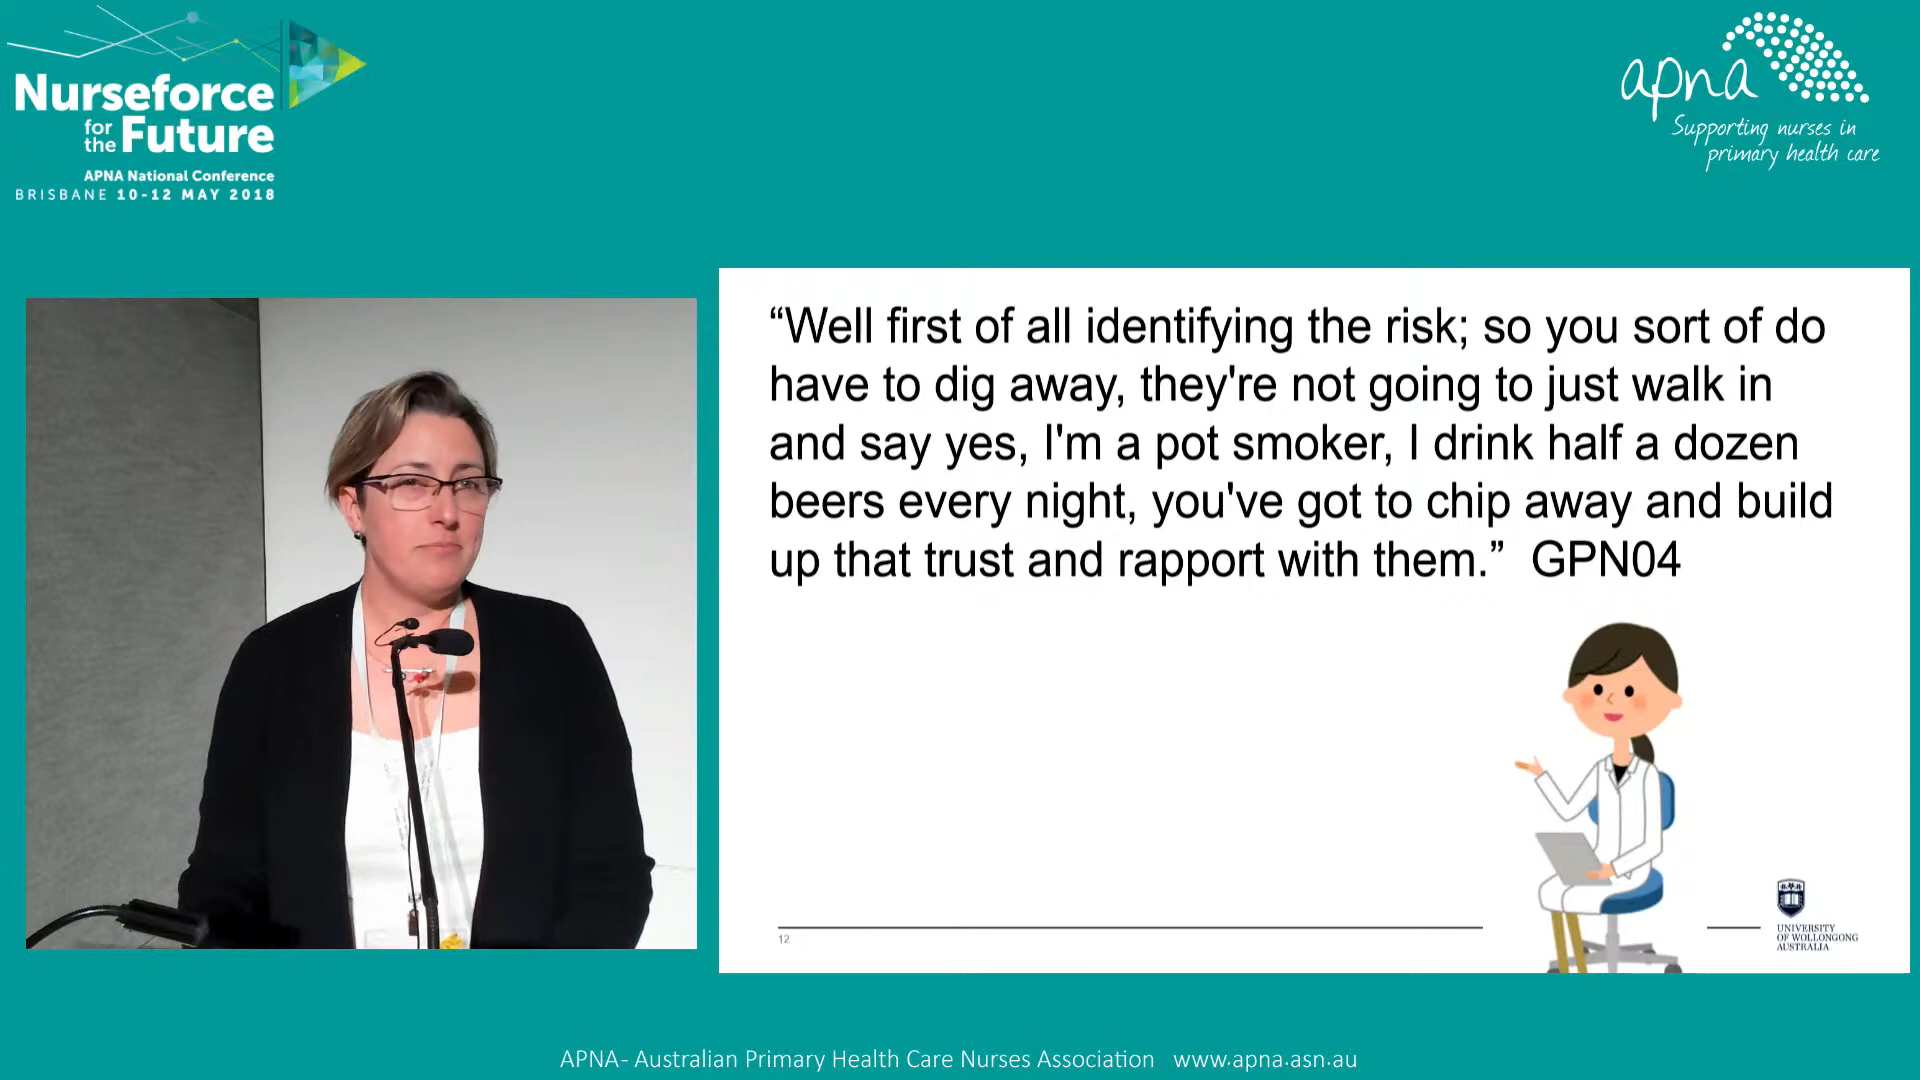 Nurseforce
for the Future
APNA National Conference
BRISBANE 10-12 MAY 2018
apna
Supporting nurses in
primary health care
“Well first of all identifying the risk; so you sort of do
have to dig away, they're not going to just walk in
and say yes, I'm a pot smoker, I drink half a dozen
beers every night, you've got to chip away and build
up that trust and rapport with them.” GPN04
12
UNIVERSITY
OF WOLLONGONG
AUSTRALIA
APNA- Australian Primary Health Care Nurses Association www.apna.asn.au